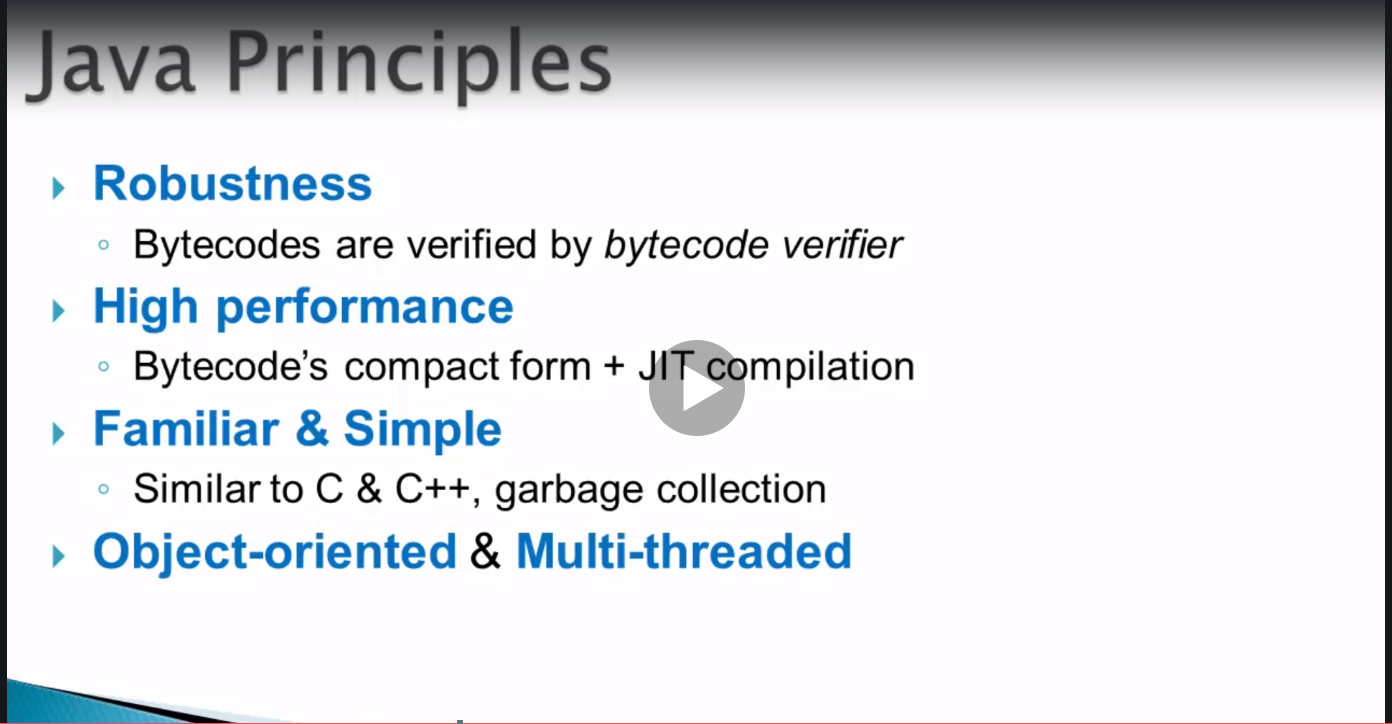 Java Principles
Robustness
Bytecodes are verified by bytecode verifier
High performance
Bytecode’s compact form + JIT compilation
Familiar & Simple
Similar to C & C++, garbage collection
Object-oriented & Multi-threaded